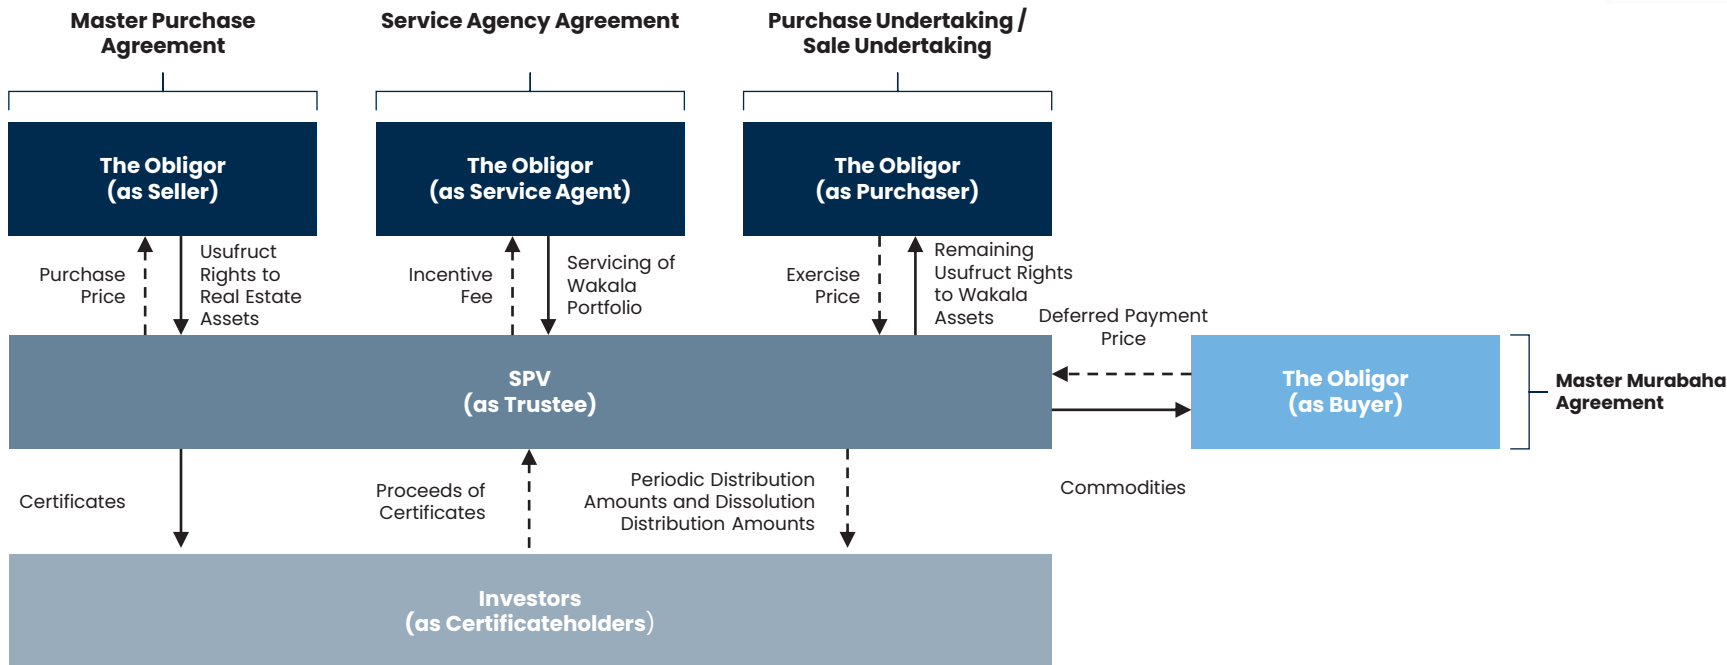 Master Purchase
Agreement
Service Agency Agreement
Purchase Undertaking /
Sale Undertaking
The Obligor
(as Seller)
The Obligor
(as Service Agent)
The Obligor
(as Purchaser)
Purchase
Price
Usufruct
Rights to
Real Estate
Assets
Incentive
Fee
Servicing of
Wakala
Portfolio
Exercise
Price
Remaining
Usufruct Rights
to Wakala
Assets
Deferred Payment
Price
SPV
(as Trustee)
The Obligor
(as Buyer)
Master Murabaha
Agreement
Certificates
Proceeds of
Certificates
Periodic Distribution
Amounts and Dissolution
Distribution Amounts
Commodities
Investors
(as Certificateholders)